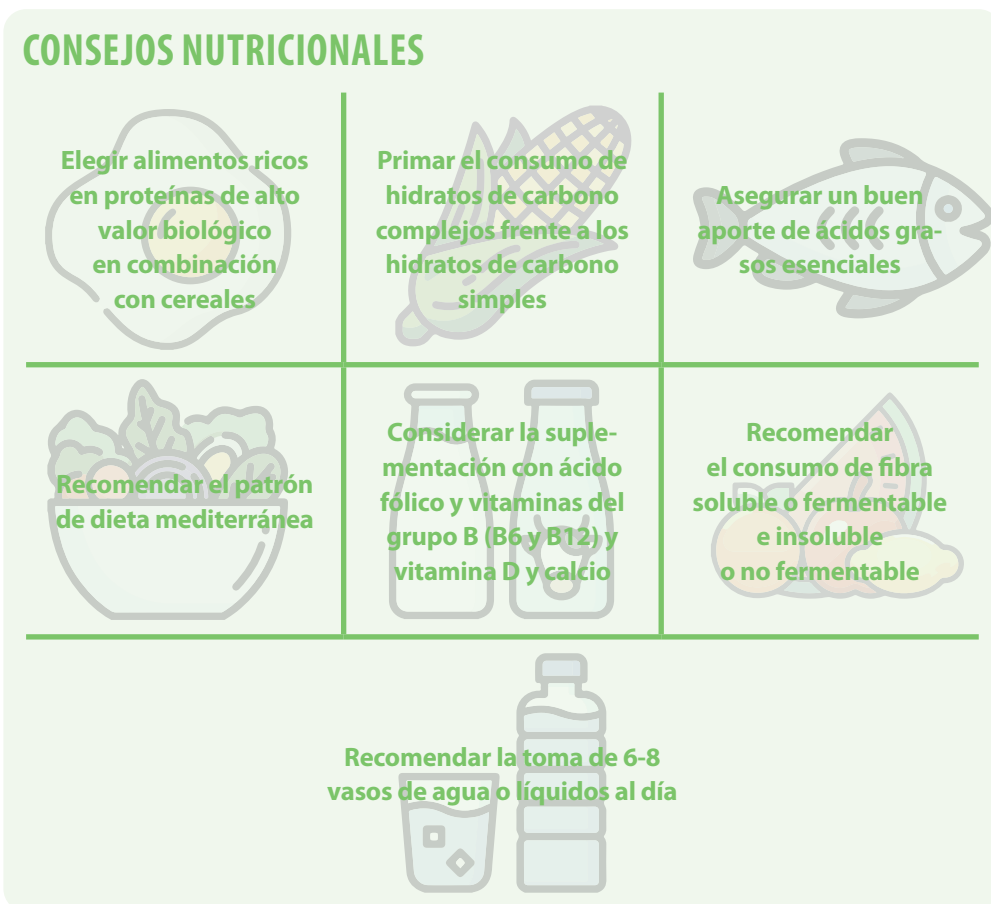 CONSEJOS NUTRICIONALES
Elegir alimentos ricos
en proteínas de alto
valor biológico
en combinación
con cereales
Primar el consumo de
hidratos de carbono
complejos frente a los
hidratos de carbono
simples
Asegurar un buen
aporte de ácidos gra-
sos esenciales
Recomendar el patrón
de dieta mediterránea
Considerar la suple-
mentación con ácido
fólico y vitaminas del
grupo B (B6 y B12) y
vitamina D y calcio
Recomendar
el consumo de fibra
soluble o fermentable
e insoluble
o no fermentable
Recomendar la toma de 6-8
vasos de agua o líquidos al día